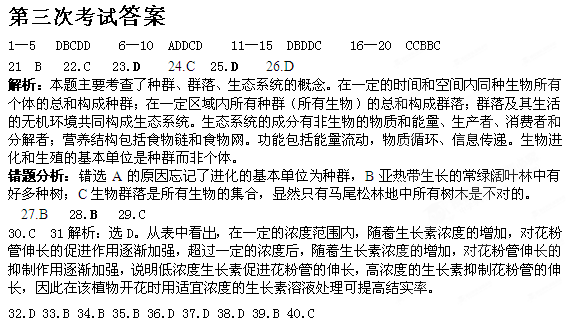 第三次考试答案
1—5 DBCDD 6—10 ADDCD 11—15 DBDDC 16—20 CCBBC
21 B 22.C 23.D 24.C 25.D 26.D
解析：本题主要考查了种群、群落、生态系统的概念。在一定的时间和空间内同种生物所有
个体的总和构成种群；在一定区域内所有种群（所有生物）的总和构成群落；群落及其生活
的无机环境共同构成生态系统。生态系统的成分有非生物的物质和能量、生产者、消费者和
分解者；营养结构包括食物链和食物网。功能包括能量流动，物质循环、信息传递。生物进
化和生殖的基本单位是种群而非个体。
错题分析：错选 A 的原因忘记了进化的基本单位为种群，B 亚热带生长的常绿阔叶林中有
好多种树；C 生物群落是所有生物的集合，显然只有马尾松林地中所有树木是不对的。
27.B 28.B 29.C
30.C 31 解析：选 D。从表中看出，在一定的浓度范围内，随着生长素浓度的增加，对花粉
管伸长的促进作用逐渐加强，超过一定的浓度后，随着生长素浓度的增加，对花粉管伸长的
抑制作用逐渐加强，说明低浓度生长素促进花粉管的伸长，高浓度的生长素抑制花粉管的伸
长，因此在该植物开花时用适宜浓度的生长素溶液处理可提高结实率。
32.D 33.B 34.B 35.B 36.D 37.D 38.D 39.B 40.C